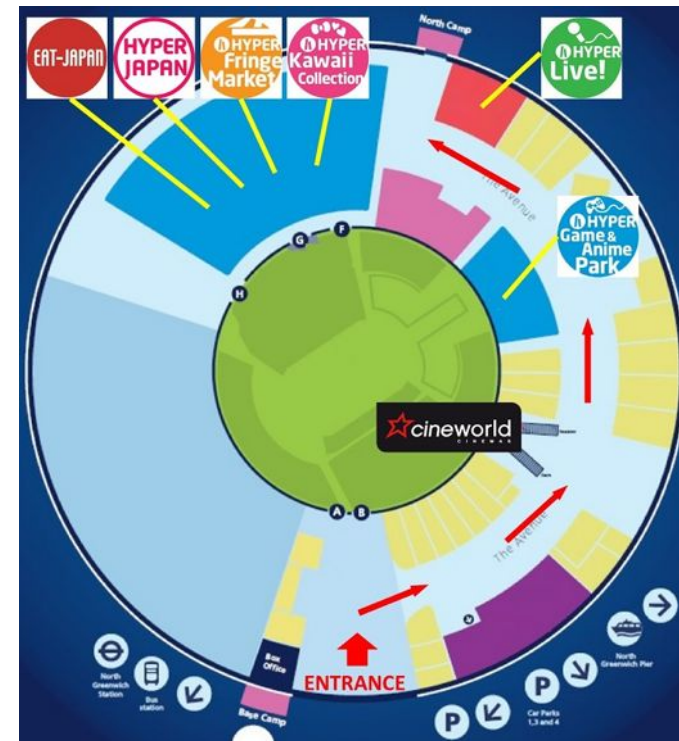 EAT-JAPAN
HYPER
JAPAN
HYPER
Fringe
Market
HYPER
Kawaii
Collection
North Camp
HYPER
Live!
The Avenue
HYPER
Game &
Anime
Park
G
F
H
cineworld
CINEMAS
A
B
The Avenue
Box
Office
ENTRANCE
Base Camp
North
Greenwich
Station
Bus
station
P
P
Car Parks
1,3 and 4
North
Greenwich Pier